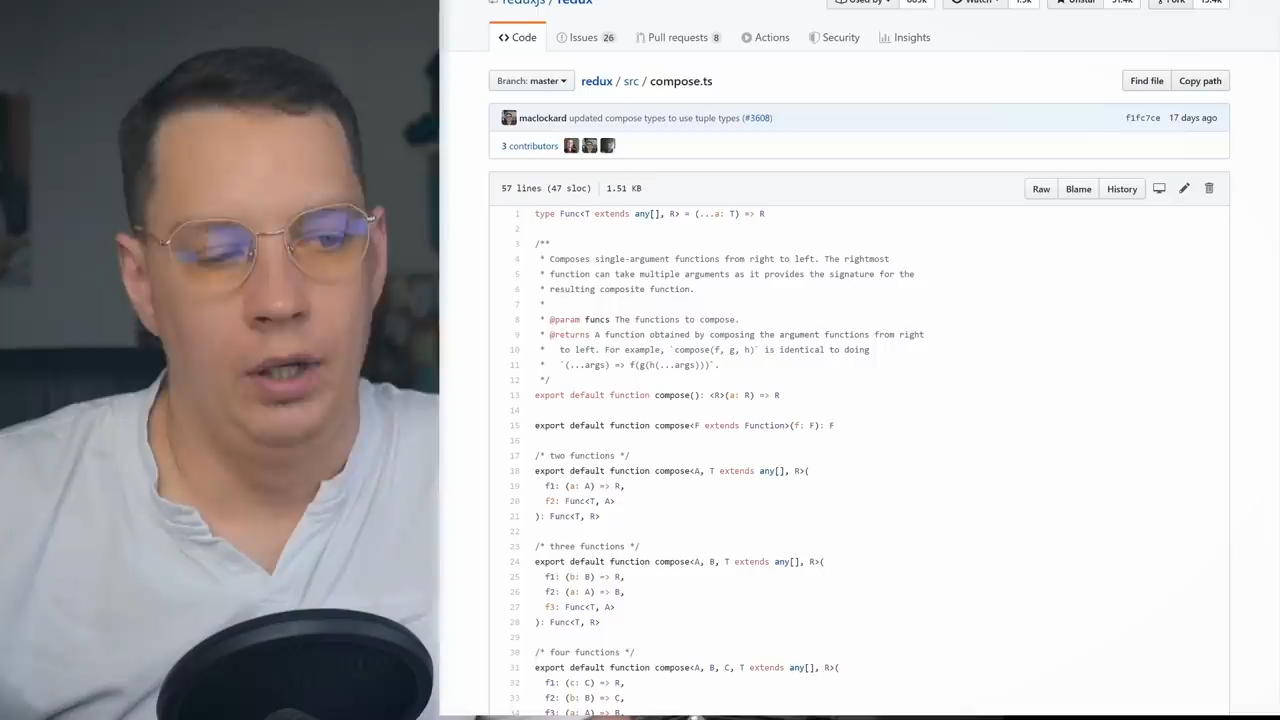 reduxjs / redux
Used by
Watch
Unstar
Fork
Code
Issues 26
Pull requests 8
Actions
Security
Insights
Branch: master
redux / src / compose.ts
Find file
Copy path
maclockard updated compose types to use tuple types (#3608)
f1fc7ce 17 days ago
3 contributors
57 lines (47 sloc) 1.51 KB
Raw
Blame
History
1 type Func<T extends any[], R> = (...a: T) => R
2
3 /**
4 * Composes single-argument functions from right to left. The rightmost
5 * function can take multiple arguments as it provides the signature for the
6 * resulting composite function.
7 *
8 * @param funcs The functions to compose.
9 * @returns A function obtained by composing the argument functions from right
10 * to left. For example, `compose(f, g, h)` is identical to doing
11 * `(...args) => f(g(h(...args)))`.
12 */
13 export default function compose(): <R>(a: R) => R
14
15 export default function compose<F extends Function>(f: F): F
16
17 /* two functions */
18 export default function compose<A, T extends any[], R>(
19 f1: (a: A) => R,
20 f2: Func<T, A>
21 ): Func<T, R>
22
23 /* three functions */
24 export default function compose<A, B, T extends any[], R>(
25 f1: (b: B) => R,
26 f2: (a: A) => B,
27 f3: Func<T, A>
28 ): Func<T, R>
29
30 /* four functions */
31 export default function compose<A, B, C, T extends any[], R>(
32 f1: (c: C) => R,
33 f2: (b: B) => C,
34 f3: (a: A) => B,